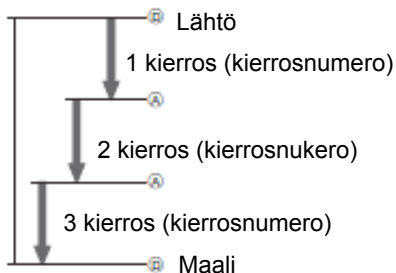 Lähtö
1 kierros (kierrosnumero)
A
2 kierros (kierrosnukero)
A
3 kierros (kierrosnumero)
Maali